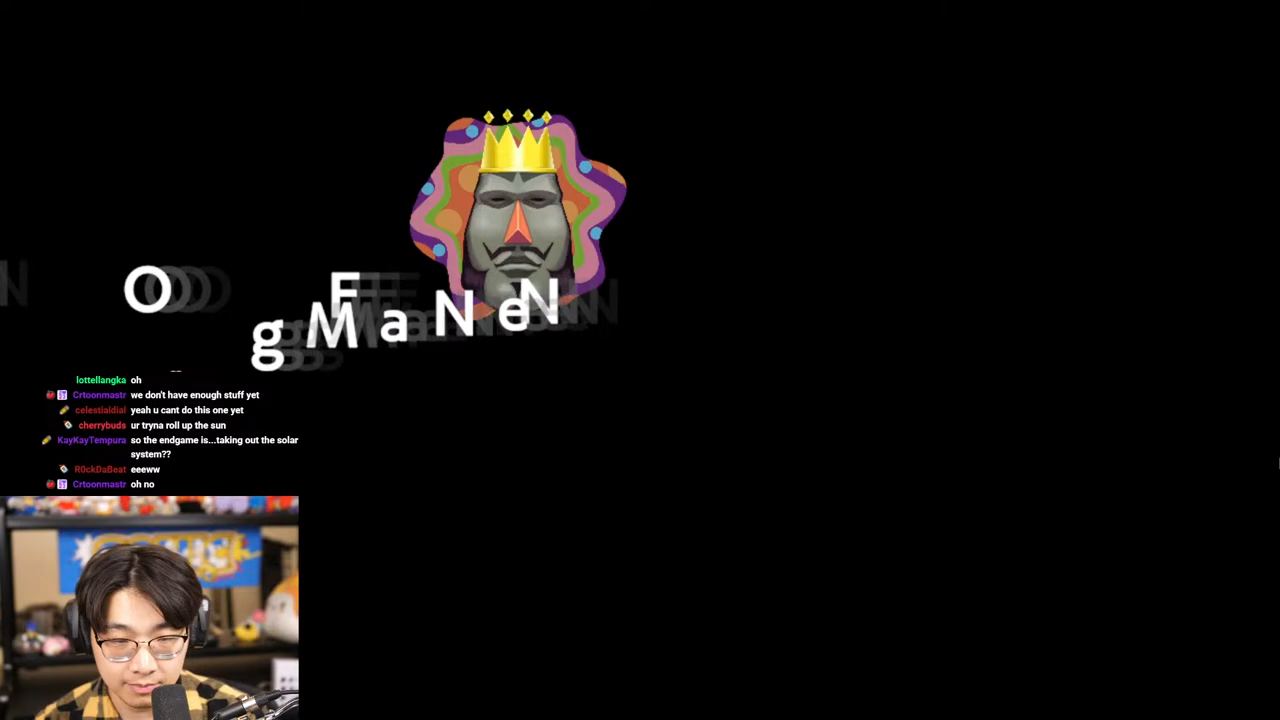 N O F N
g M a N e
lottellangka oh
Crtoonmastr we don't have enough stuff yet
celestialdial yeah u cant do this one yet
cherrybuds ur tryna roll up the sun
KayKayTempura so the endgame is...taking out the solar
system??
R0ckDaBeat eeeww
Crtoonmastr oh no